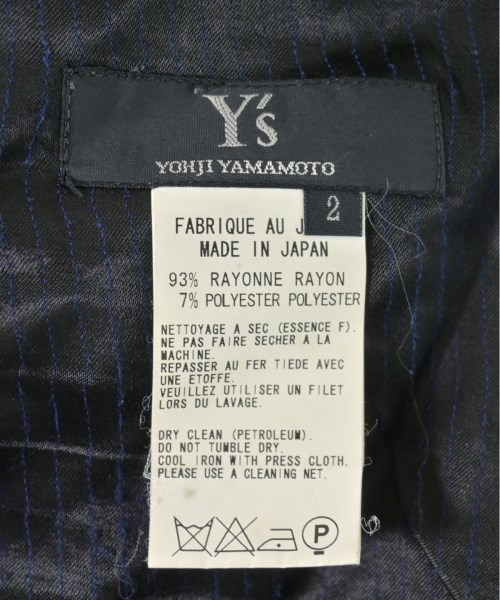 Y's
YOHJI YAMAMOTO
2
FABRIQUE AU J
MADE IN JAPAN
93% RAYONNE RAYON
7% POLYESTER POLYESTER
NETTOYAGE A SEC (ESSENCE F).
NE PAS FAIRE SECHER A LA
MACHINE.
REPASSER AU FER TIEDE AVEC
UNE ETOFFE.
VEUILLEZ UTILISER UN FILET
LORS DU LAVAGE.
DRY CLEAN (PETROLEUM).
DO NOT TUMBLE DRY.
COOL IRON WITH PRESS CLOTH.
PLEASE USE A CLEANING NET.
P